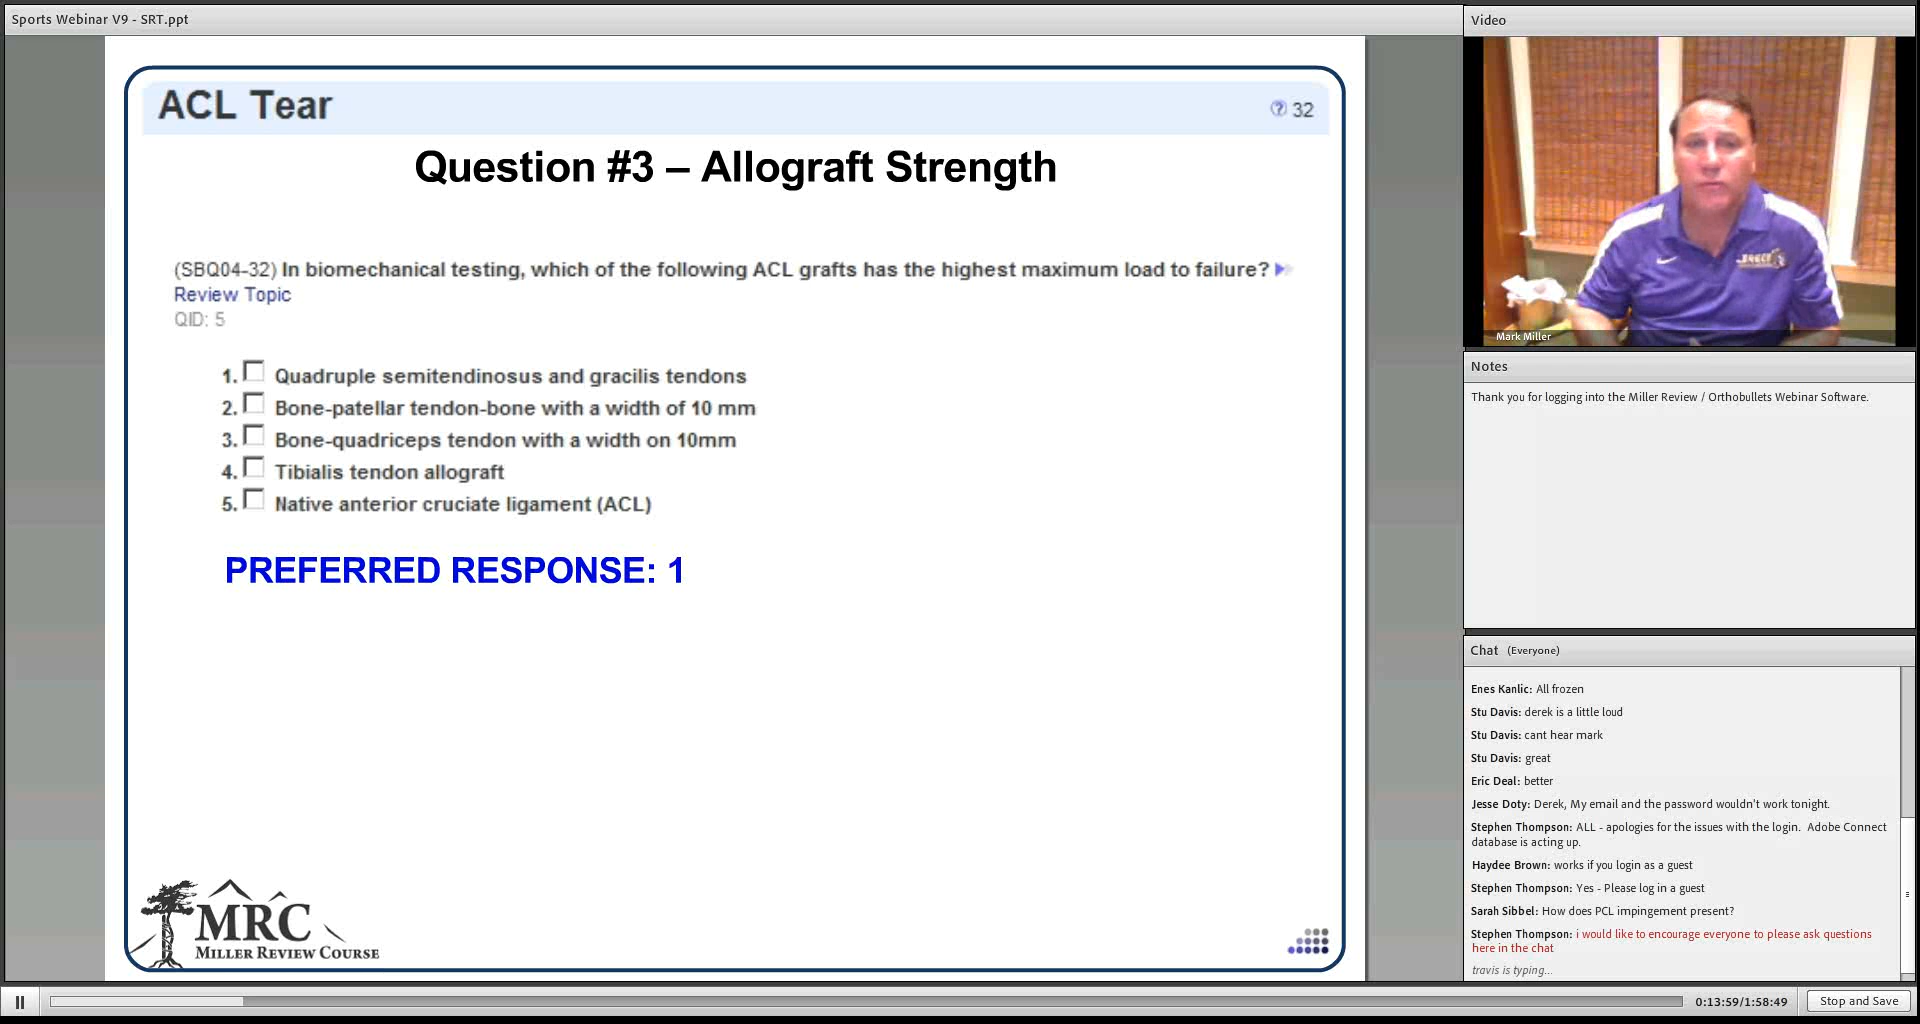 Sports Webinar V9 - SRT.ppt
ACL Tear
32
Question #3 – Allograft Strength
(SBQ04-32) In biomechanical testing, which of the following ACL grafts has the highest maximum load to failure?
Review Topic
QID: 5
1. Quadruple semitendinosus and gracilis tendons
2. Bone-patellar tendon-bone with a width of 10 mm
3. Bone-quadriceps tendon with a width on 10mm
4. Tibialis tendon allograft
5. Native anterior cruciate ligament (ACL)
PREFERRED RESPONSE: 1
MRC
MILLER REVIEW COURSE
Video
Mark Miller
Notes
Thank you for logging into the Miller Review / Orthobullets Webinar Software.
Chat (Everyone)
Enes Kanlic: All frozen
Stu Davis: derek is a little loud
Stu Davis: cant hear mark
Stu Davis: great
Eric Deal: better
Jesse Doty: Derek, My email and the password wouldn't work tonight.
Stephen Thompson: ALL - apologies for the issues with the login. Adobe Connect
database is acting up.
Haydee Brown: works if you login as a guest
Stephen Thompson: Yes - Please log in a guest
Sarah Sibbel: How does PCL impingement present?
Stephen Thompson: i would like to encourage everyone to please ask questions
here in the chat
travis is typing...
0:13:59/1:58:49
Stop and Save